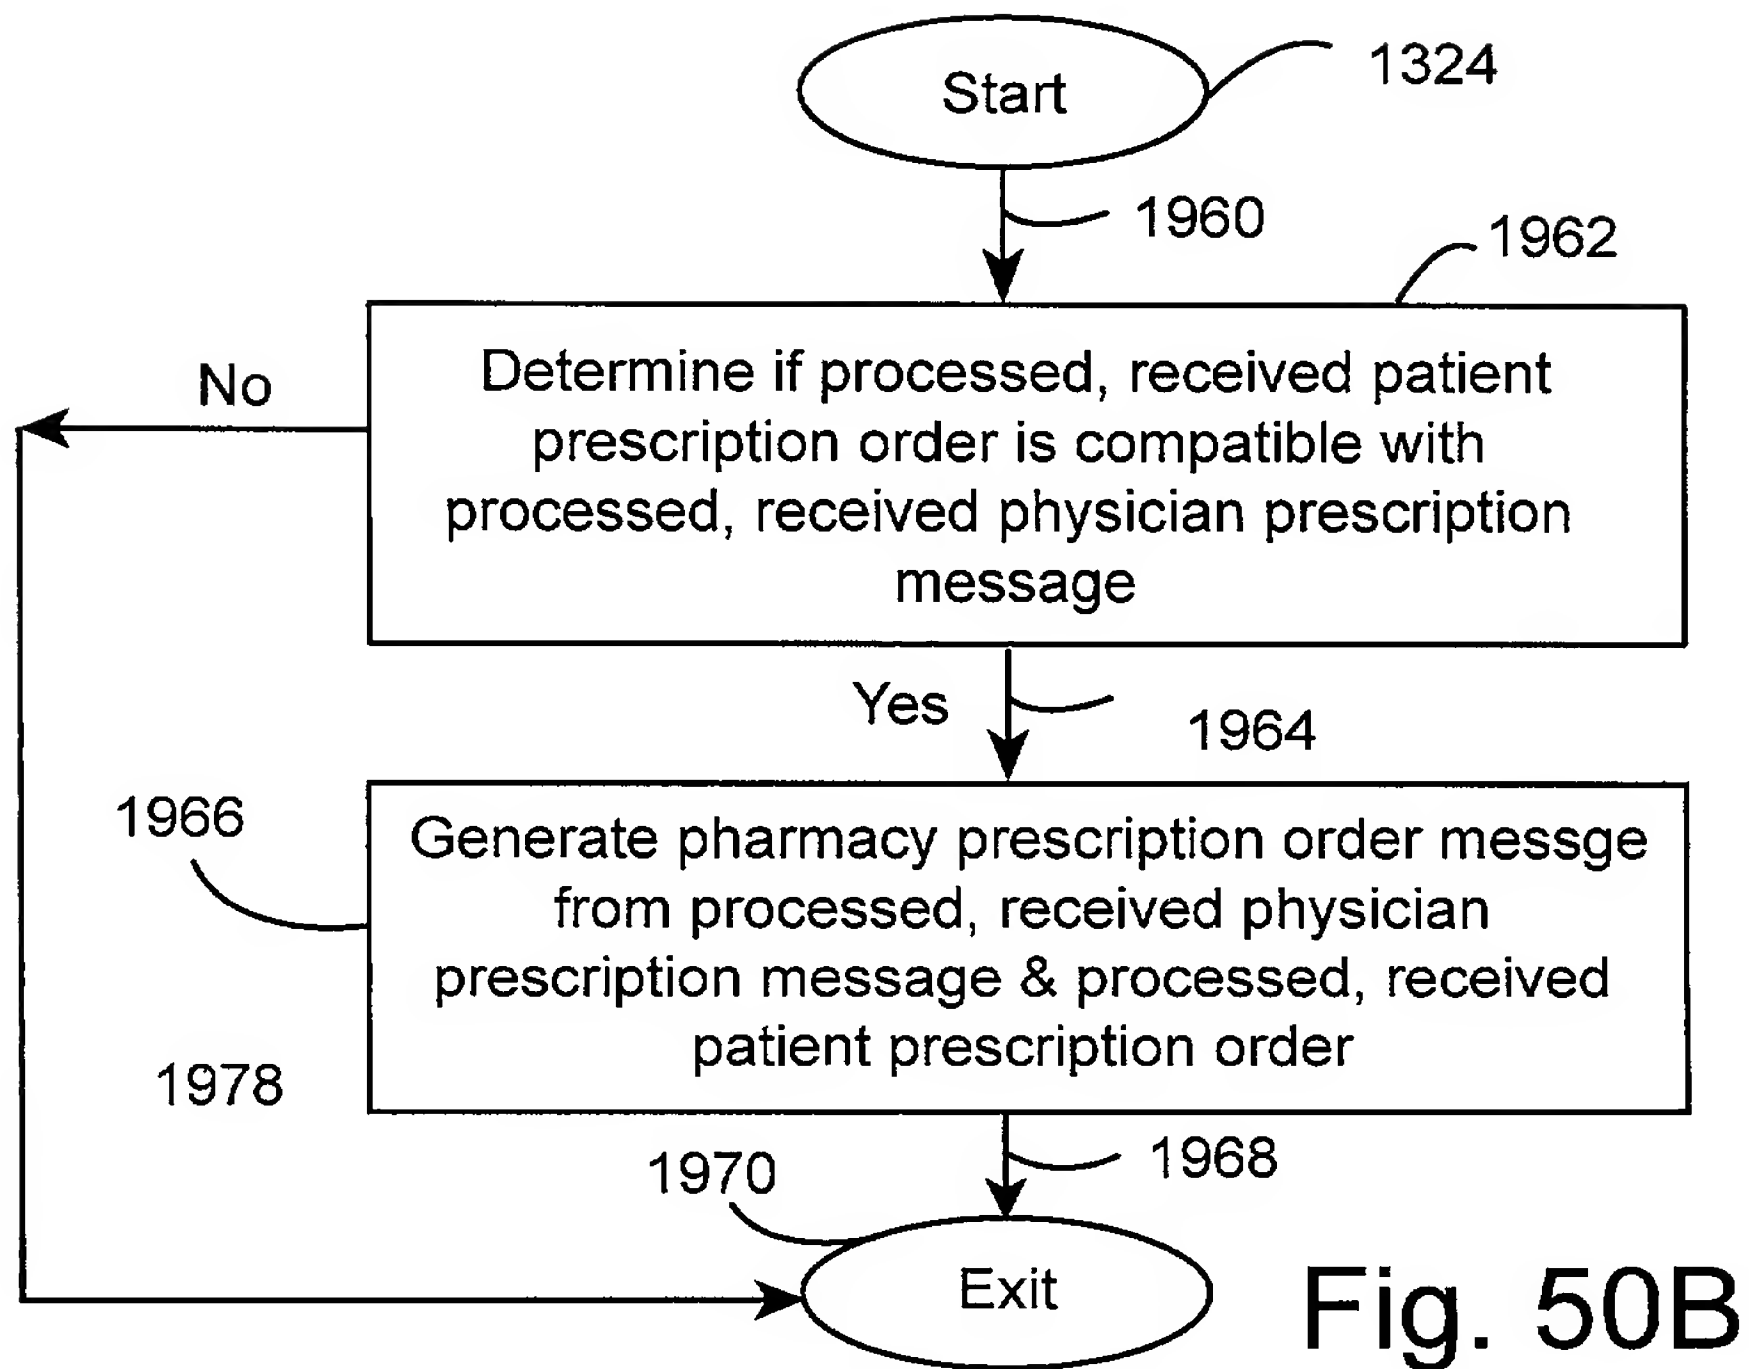 Start
1324
1960
1962
No
Determine if processed, received patient
prescription order is compatible with
processed, received physician prescription
message
Yes
1964
1966
Generate pharmacy prescription order messge
from processed, received physician
prescription message & processed, received
patient prescription order
1978
1970
1968
Exit
Fig. 50B